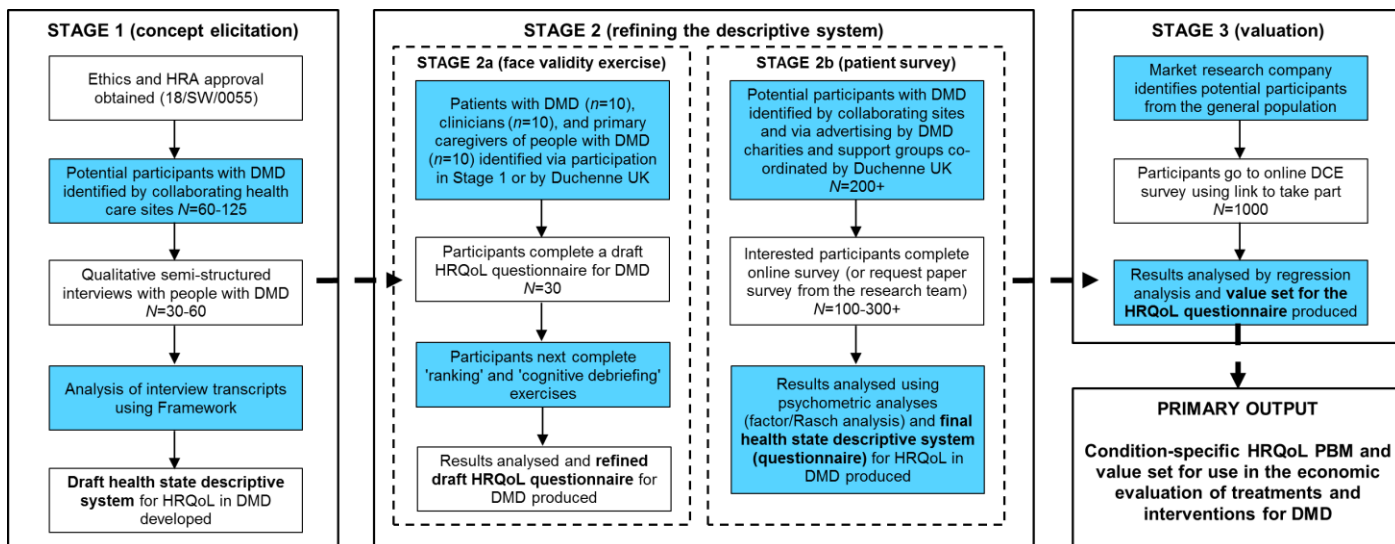 STAGE 1 (concept elicitation)
Ethics and HRA approval
obtained (18/SW/0055)
Potential participants with DMD
identified by collaborating health
care sites N=60-125
Qualitative semi-structured
interviews with people with DMD
N=30-60
Analysis of interview transcripts
using Framework
Draft health state descriptive
system for HRQoL in DMD
developed
STAGE 2 (refining the descriptive system)
STAGE 2a (face validity exercise)
Patients with DMD (n=10),
clinicians (n=10), and primary
caregivers of people with DMD
(n=10) identified via participation
in Stage 1 or by Duchenne UK
Participants complete a draft
HRQoL questionnaire for DMD
N=30
Participants next complete
'ranking' and 'cognitive debriefing'
exercises
Results analysed and refined
draft HRQoL questionnaire for
DMD produced
STAGE 2b (patient survey)
Potential participants with DMD
identified by collaborating sites
and via advertising by DMD
charities and support groups co-
ordinated by Duchenne UK
N=200+
Interested participants complete
online survey (or request paper
survey from the research team)
N=100-300+
Results analysed using
psychometric analyses
(factor/Rasch analysis) and final
health state descriptive system
(questionnaire) for HRQoL in
DMD produced
STAGE 3 (valuation)
Market research company
identifies potential participants
from the general population
Participants go to online DCE
survey using link to take part
N=1000
Results analysed by regression
analysis and value set for the
HRQoL questionnaire produced
PRIMARY OUTPUT
Condition-specific HRQoL PBM and
value set for use in the economic
evaluation of treatments and
interventions for DMD